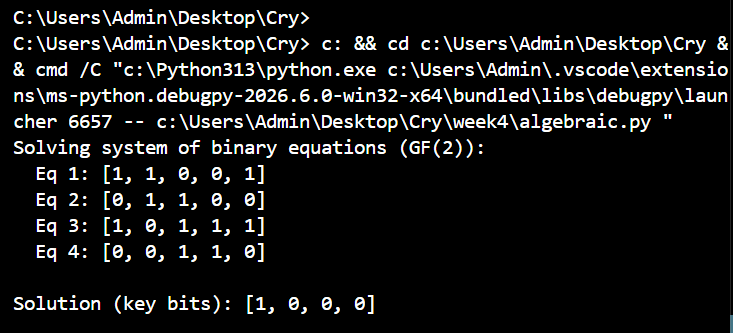 C:\Users\Admin\Desktop\Cry>
C:\Users\Admin\Desktop\Cry> c: && cd c:\Users\Admin\Desktop\Cry &
& cmd /C "c:\Python313\python.exe c:\Users\Admin\.vscode\extensio
ns\ms-python.debugpy-2026.6.0-win32-x64\bundled\libs\debugpy\laun
cher 6657 -- c:\Users\Admin\Desktop\Cry\week4\algebraic.py "
Solving system of binary equations (GF(2)):
  Eq 1: [1, 1, 0, 0, 1]
  Eq 2: [0, 1, 1, 0, 0]
  Eq 3: [1, 0, 1, 1, 1]
  Eq 4: [0, 0, 1, 1, 0]
Solution (key bits): [1, 0, 0, 0]